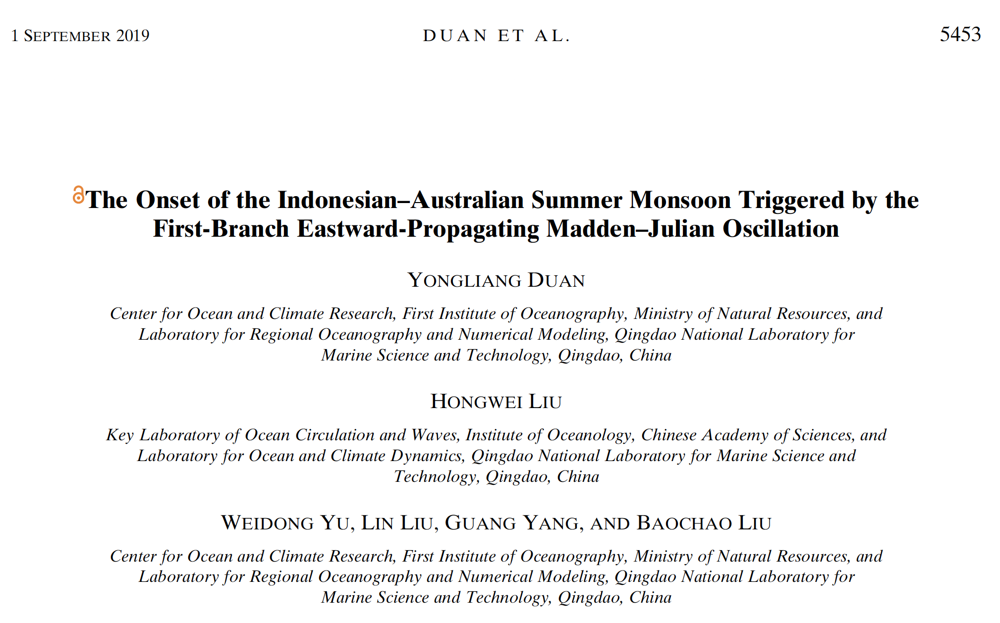 1 SEPTEMBER 2019 DUAN ET AL. 5453
The Onset of the Indonesian–Australian Summer Monsoon Triggered by the
First-Branch Eastward-Propagating Madden–Julian Oscillation
YONGLIANG DUAN
Center for Ocean and Climate Research, First Institute of Oceanography, Ministry of Natural Resources, and
Laboratory for Regional Oceanography and Numerical Modeling, Qingdao National Laboratory for
Marine Science and Technology, Qingdao, China
HONGWEI LIU
Key Laboratory of Ocean Circulation and Waves, Institute of Oceanology, Chinese Academy of Sciences, and
Laboratory for Ocean and Climate Dynamics, Qingdao National Laboratory for Marine Science and
Technology, Qingdao, China
WEIDONG YU, LIN LIU, GUANG YANG, AND BAOCHAO LIU
Center for Ocean and Climate Research, First Institute of Oceanography, Ministry of Natural Resources, and
Laboratory for Regional Oceanography and Numerical Modeling, Qingdao National Laboratory for
Marine Science and Technology, Qingdao, China